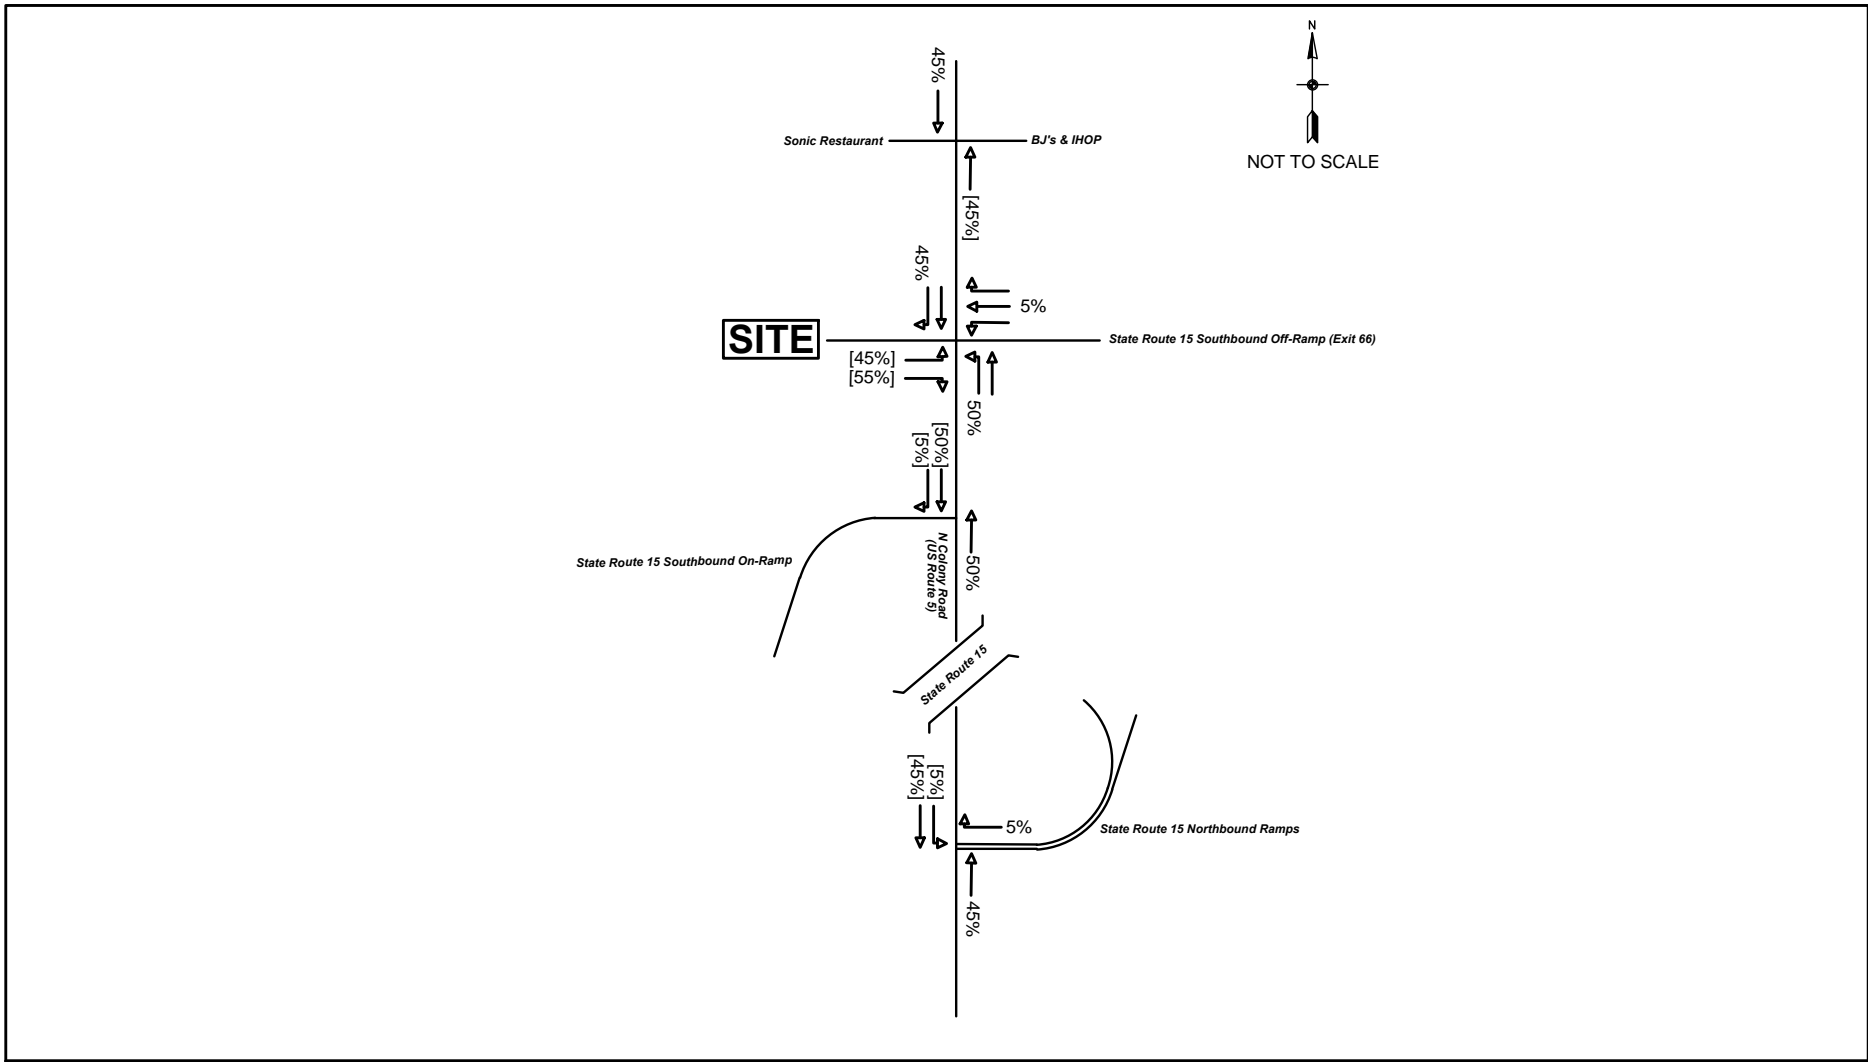 N
45%
Sonic Restaurant
BJ's & IHOP
NOT TO SCALE
[45%]
45%
5%
SITE
State Route 15 Southbound Off-Ramp (Exit 66)
[45%]
[55%]
50%
[50%]
[5%]
N Colony Road
(US Route 5)
50%
State Route 15 Southbound On-Ramp
State Route 15
[5%]
[45%]
5%
State Route 15 Northbound Ramps
45%